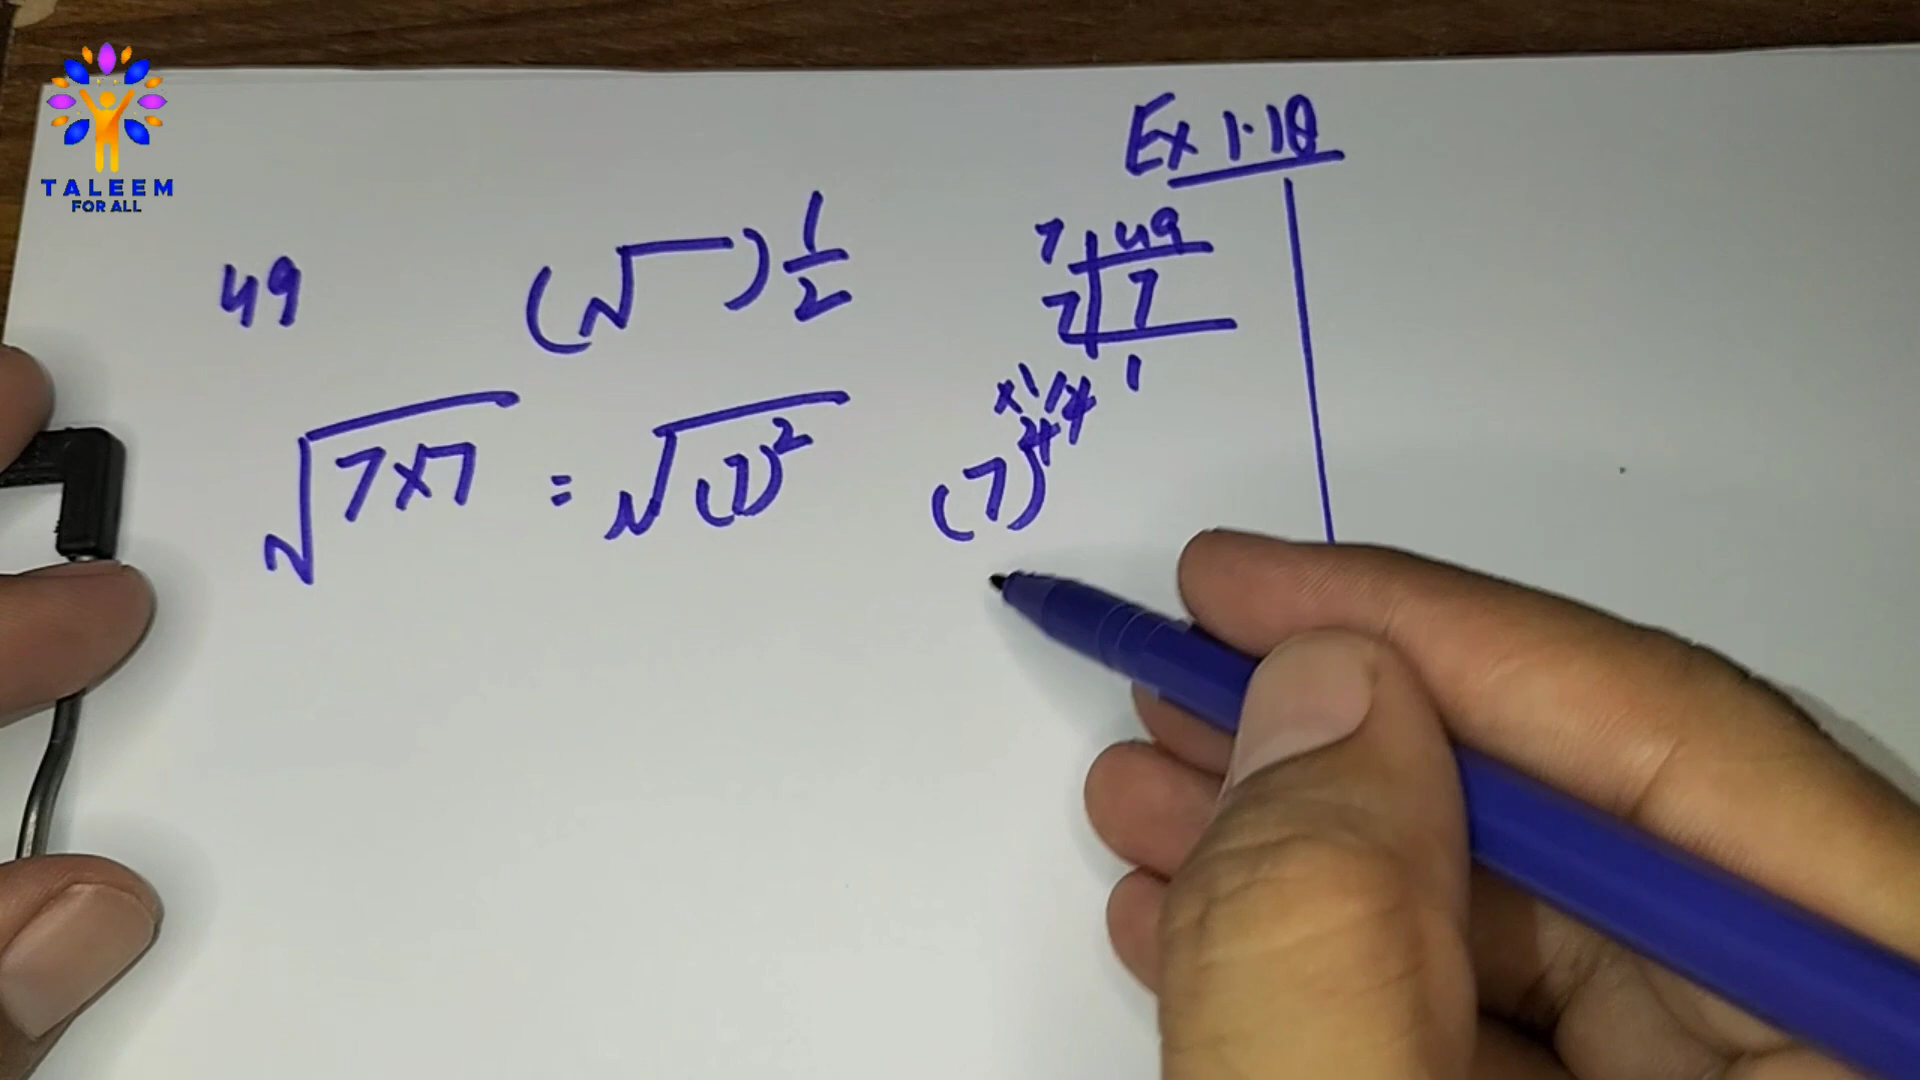 TALEEM
FOR ALL
Ex 1.10
49
(√ ) 1/2
7 | 49
7 | 7
1
√7×7 = √(7)²
(7)